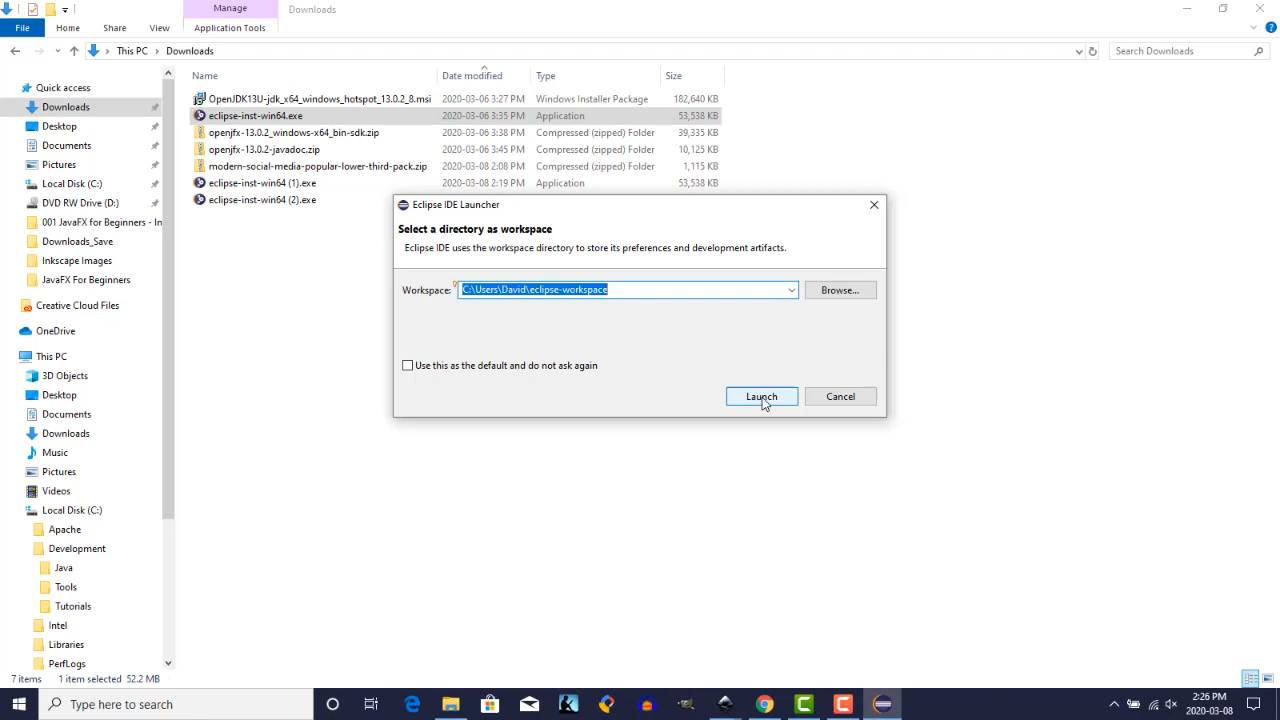 Manage
Downloads
File
Home
Share
View
Application Tools
This PC
Downloads
Search Downloads
Name
Date modified
Type
Size
OpenJDK13U-jdk_x64_windows_hotspot_13.0.2_8.msi 2020-03-06 3:27 PM Windows Installer Package 182,640 KB
eclipse-inst-win64.exe 2020-03-06 3:35 PM Application 53,538 KB
openjfx-13.0.2_windows-x64_bin-sdk.zip 2020-03-06 3:38 PM Compressed (zipped) Folder 39,335 KB
openjfx-13.0.2-javadoc.zip 2020-03-06 3:45 PM Compressed (zipped) Folder 10,125 KB
modern-social-media-popular-lower-third-pack.zip 2020-03-08 2:08 PM Compressed (zipped) Folder 1,115 KB
eclipse-inst-win64 (1).exe 2020-03-08 2:19 PM Application 53,538 KB
eclipse-inst-win64 (2).exe
Quick access
Downloads
Desktop
Documents
Pictures
Local Disk (C:)
DVD RW Drive (D:)
001 JavaFX for Beginners - In
Downloads_Save
Inkscape Images
JavaFX for Beginners
Creative Cloud Files
OneDrive
This PC
3D Objects
Desktop
Documents
Downloads
Music
Pictures
Videos
Local Disk (C:)
Apache
Development
Java
Tools
Tutorials
Intel
Libraries
PerfLogs
Eclipse IDE Launcher
Select a directory as workspace
Eclipse IDE uses the workspace directory to store its preferences and development artifacts.
Workspace: C:\Users\David\eclipse-workspace
Browse...
Use this as the default and do not ask again
Launch
Cancel
7 items 1 item selected 52.2 MB
Type here to search
2:26 PM
2020-03-08